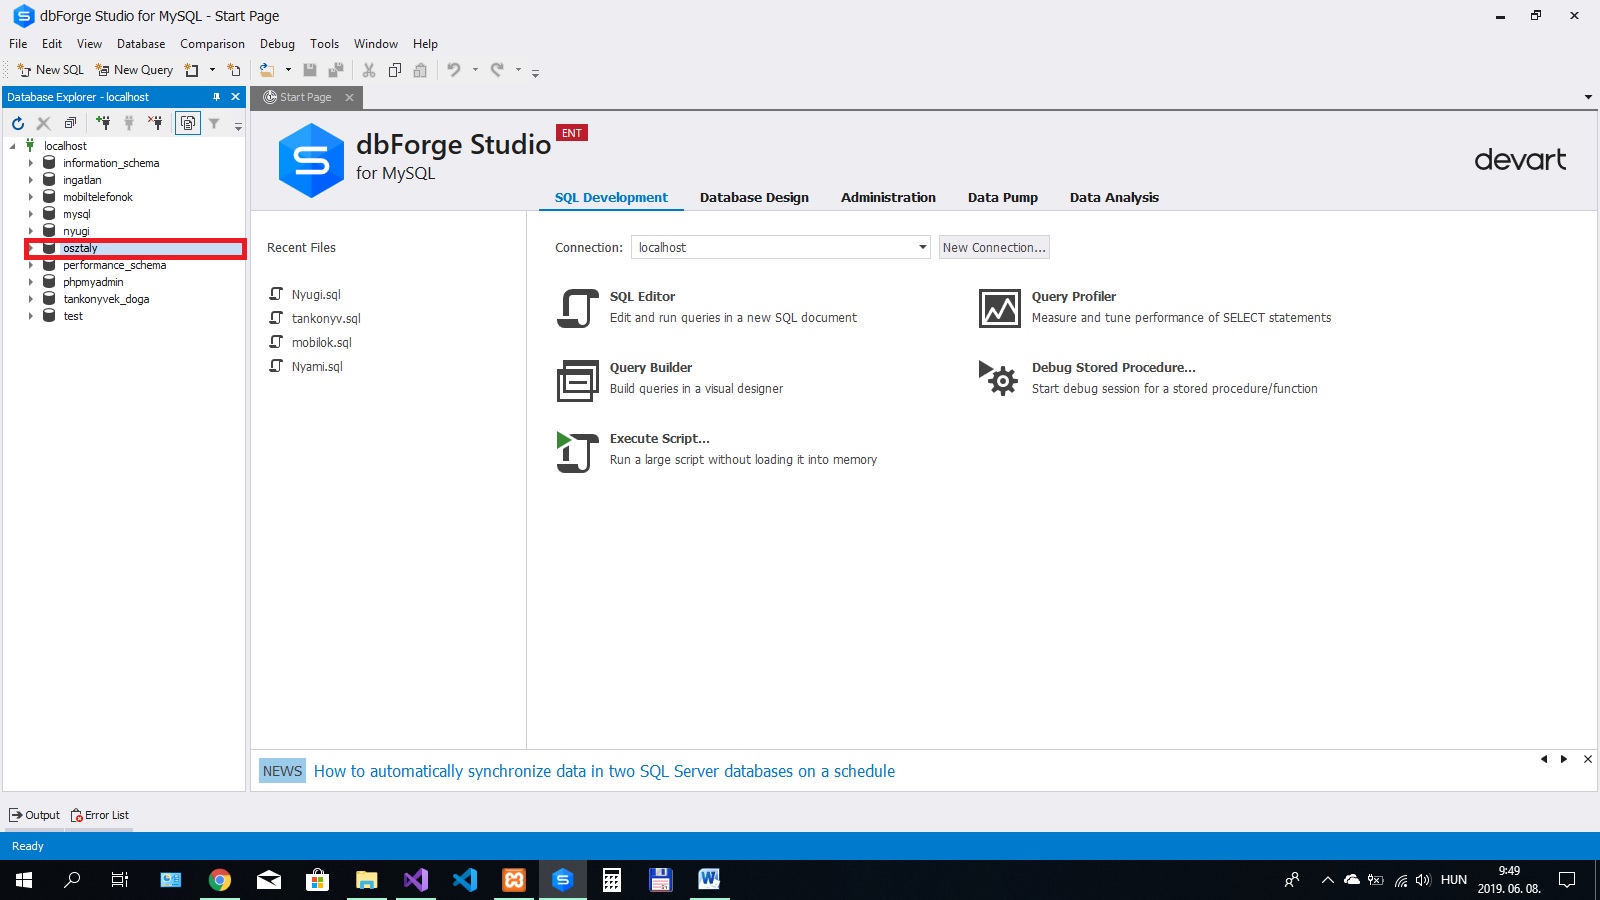 dbForge Studio for MySQL - Start Page
File Edit View Database Comparison Debug Tools Window Help
New SQL New Query
Database Explorer - localhost
Start Page
localhost
information_schema
ingatlan
mobiltelefonok
mysql
nyugi
osztaly
performance_schema
phpmyadmin
tankonyvek_doga
test
dbForge Studio ENT
for MySQL
devart
SQL Development Database Design Administration Data Pump Data Analysis
Recent Files
Nyugi.sql
tankonyv.sql
mobilok.sql
Nyami.sql
Connection: localhost New Connection...
SQL Editor
Edit and run queries in a new SQL document
Query Profiler
Measure and tune performance of SELECT statements
Query Builder
Build queries in a visual designer
Debug Stored Procedure...
Start debug session for a stored procedure/function
Execute Script...
Run a large script without loading it into memory
NEWS How to automatically synchronize data in two SQL Server databases on a schedule
Output Error List
Ready
HUN
9:49
2019. 06. 08.